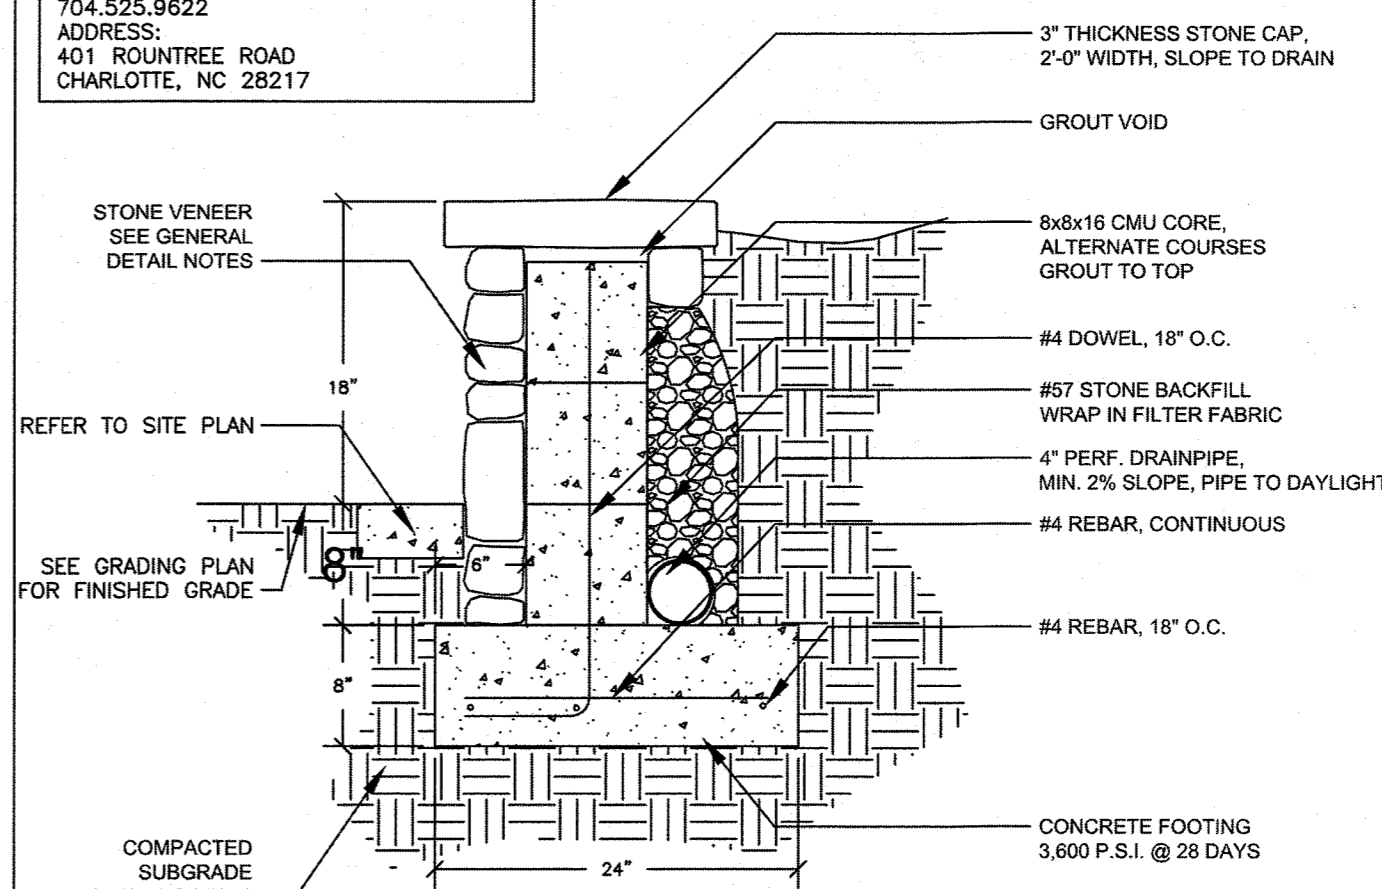 704.525.9622
ADDRESS:
401 ROUNTREE ROAD
CHARLOTTE, NC 28217
3" THICKNESS STONE CAP,
2'-0" WIDTH, SLOPE TO DRAIN
GROUT VOID
STONE VENEER
SEE GENERAL
DETAIL NOTES
8x8x16 CMU CORE,
ALTERNATE COURSES
GROUT TO TOP
#4 DOWEL, 18" O.C.
18"
#57 STONE BACKFILL
WRAP IN FILTER FABRIC
REFER TO SITE PLAN
4" PERF. DRAINPIPE,
MIN. 2% SLOPE, PIPE TO DAYLIGHT
#4 REBAR, CONTINUOUS
SEE GRADING PLAN
FOR FINISHED GRADE
8"
6"
#4 REBAR, 18" O.C.
8"
CONCRETE FOOTING
3,600 P.S.I. @ 28 DAYS
COMPACTED
SUBGRADE
24"